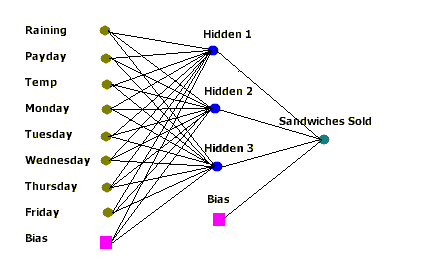 Raining
Payday
Temp
Monday
Tuesday
Wednesday
Thursday
Friday
Bias
Hidden 1
Hidden 2
Hidden 3
Bias
Sandwiches Sold